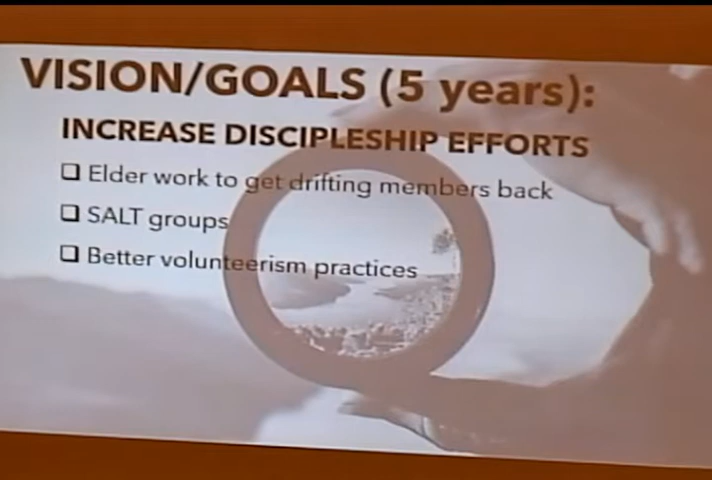 VISION/GOALS (5 years):
INCREASE DISCIPLESHIP EFFORTS
❑ Elder work to get drifting members back
❑ SALT groups
❑ Better volunteerism practices